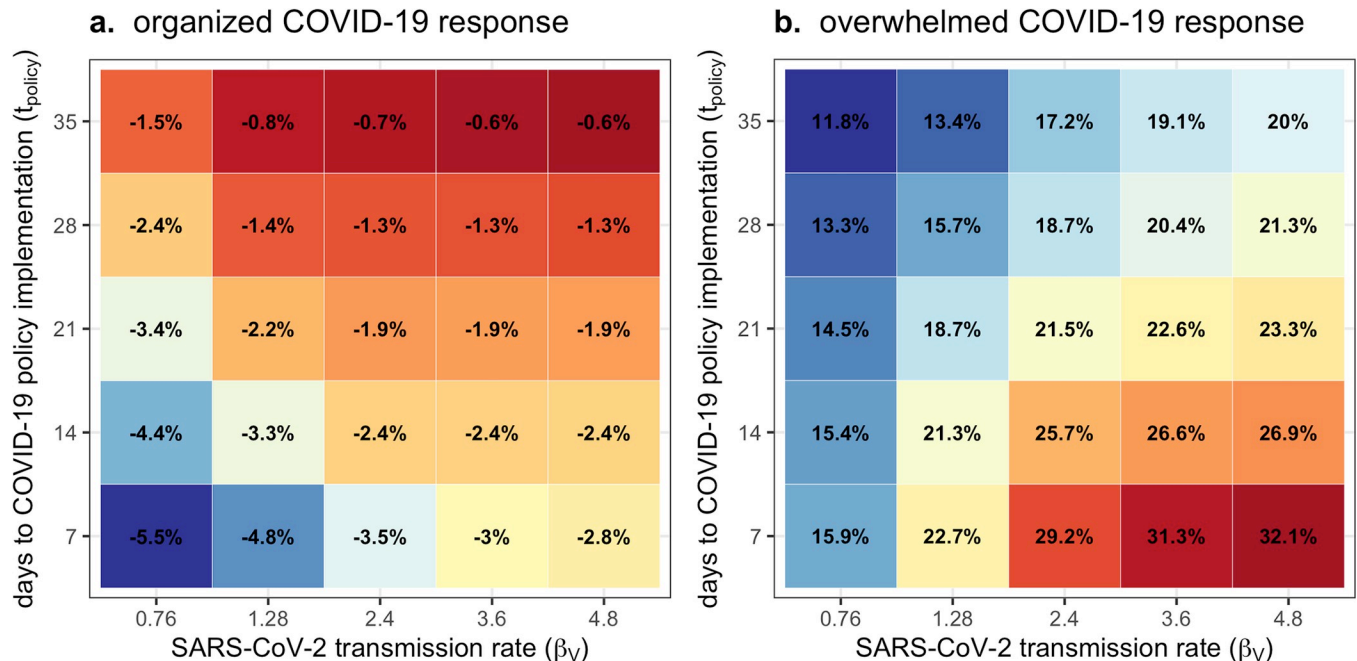 a. organized COVID-19 response
days to COVID-19 policy implementation (tpolicy)
35
-1.5% -0.8% -0.7% -0.6% -0.6%
28
-2.4% -1.4% -1.3% -1.3% -1.3%
21
-3.4% -2.2% -1.9% -1.9% -1.9%
14
-4.4% -3.3% -2.4% -2.4% -2.4%
7
-5.5% -4.8% -3.5% -3% -2.8%
0.76 1.28 2.4 3.6 4.8
SARS-CoV-2 transmission rate (βV)
b. overwhelmed COVID-19 response
days to COVID-19 policy implementation (tpolicy)
35
11.8% 13.4% 17.2% 19.1% 20%
28
13.3% 15.7% 18.7% 20.4% 21.3%
21
14.5% 18.7% 21.5% 22.6% 23.3%
14
15.4% 21.3% 25.7% 26.6% 26.9%
7
15.9% 22.7% 29.2% 31.3% 32.1%
0.76 1.28 2.4 3.6 4.8
SARS-CoV-2 transmission rate (βV)